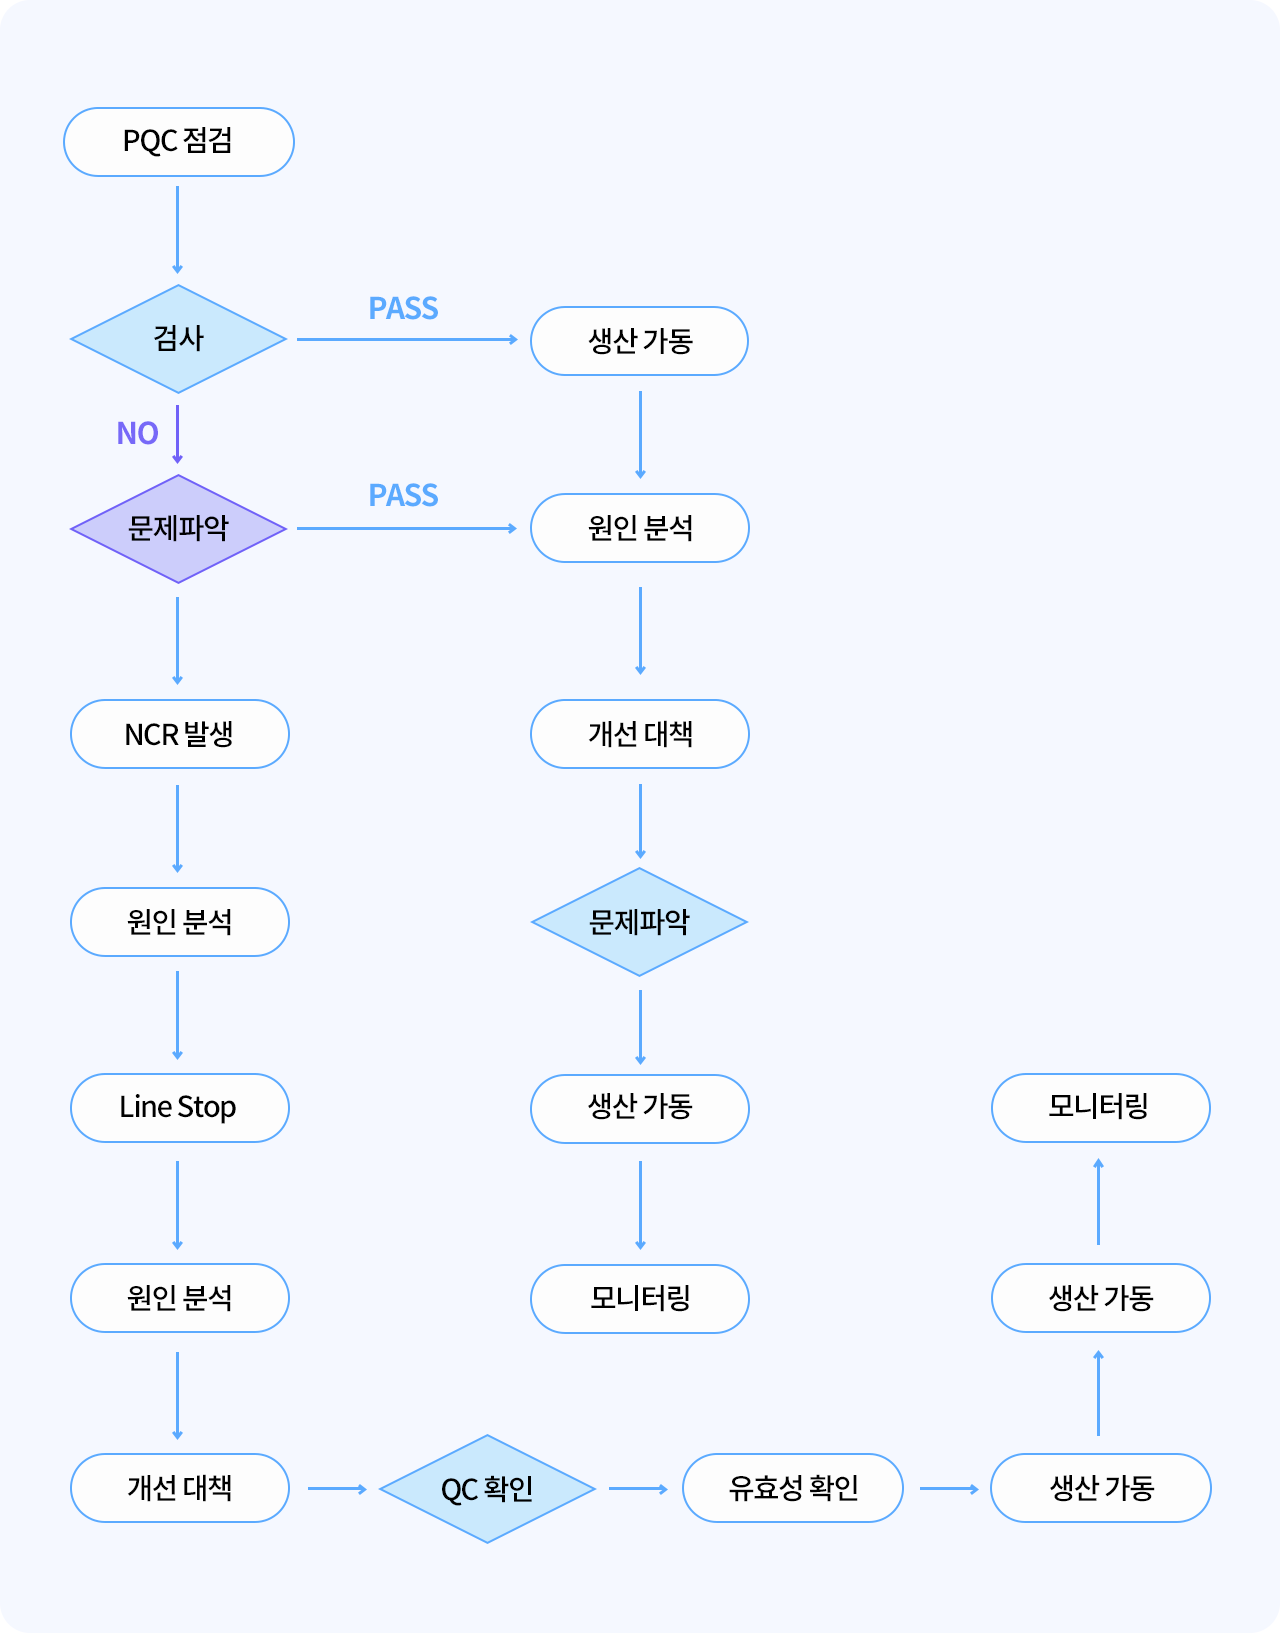 PQC 점검
검사
PASS
생산 가동
NO
문제파악
PASS
원인 분석
NCR 발생
개선 대책
원인 분석
문제파악
Line Stop
생산 가동
모니터링
원인 분석
모니터링
생산 가동
개선 대책
QC 확인
유효성 확인
생산 가동